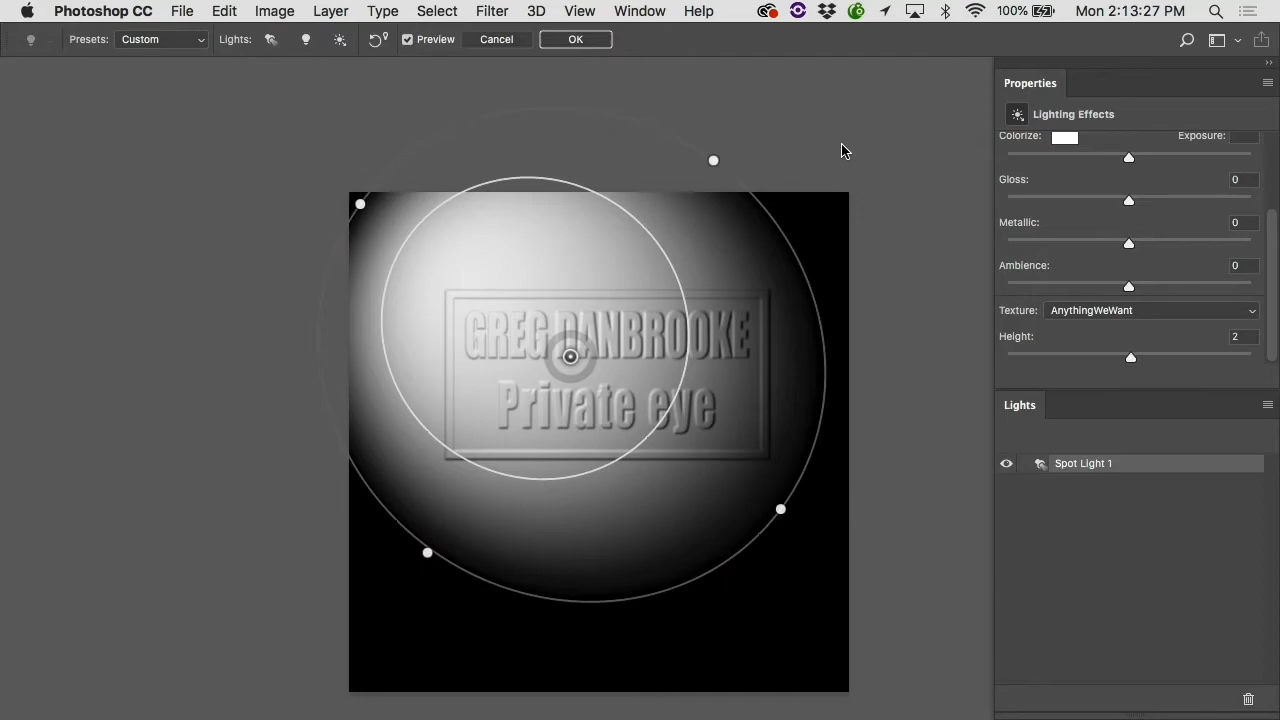 Photoshop CC File Edit Image Layer Type Select Filter 3D View Window Help 100% Mon 2:13:27 PM
Presets: Custom Lights: Preview Cancel OK
Properties
Lighting Effects
Colorize: Exposure:
Gloss: 0
Metallic: 0
Ambience: 0
Texture: AnythingWeWant
Height: 2
Lights
Spot Light 1
GREG DANBROOKE
Private eye